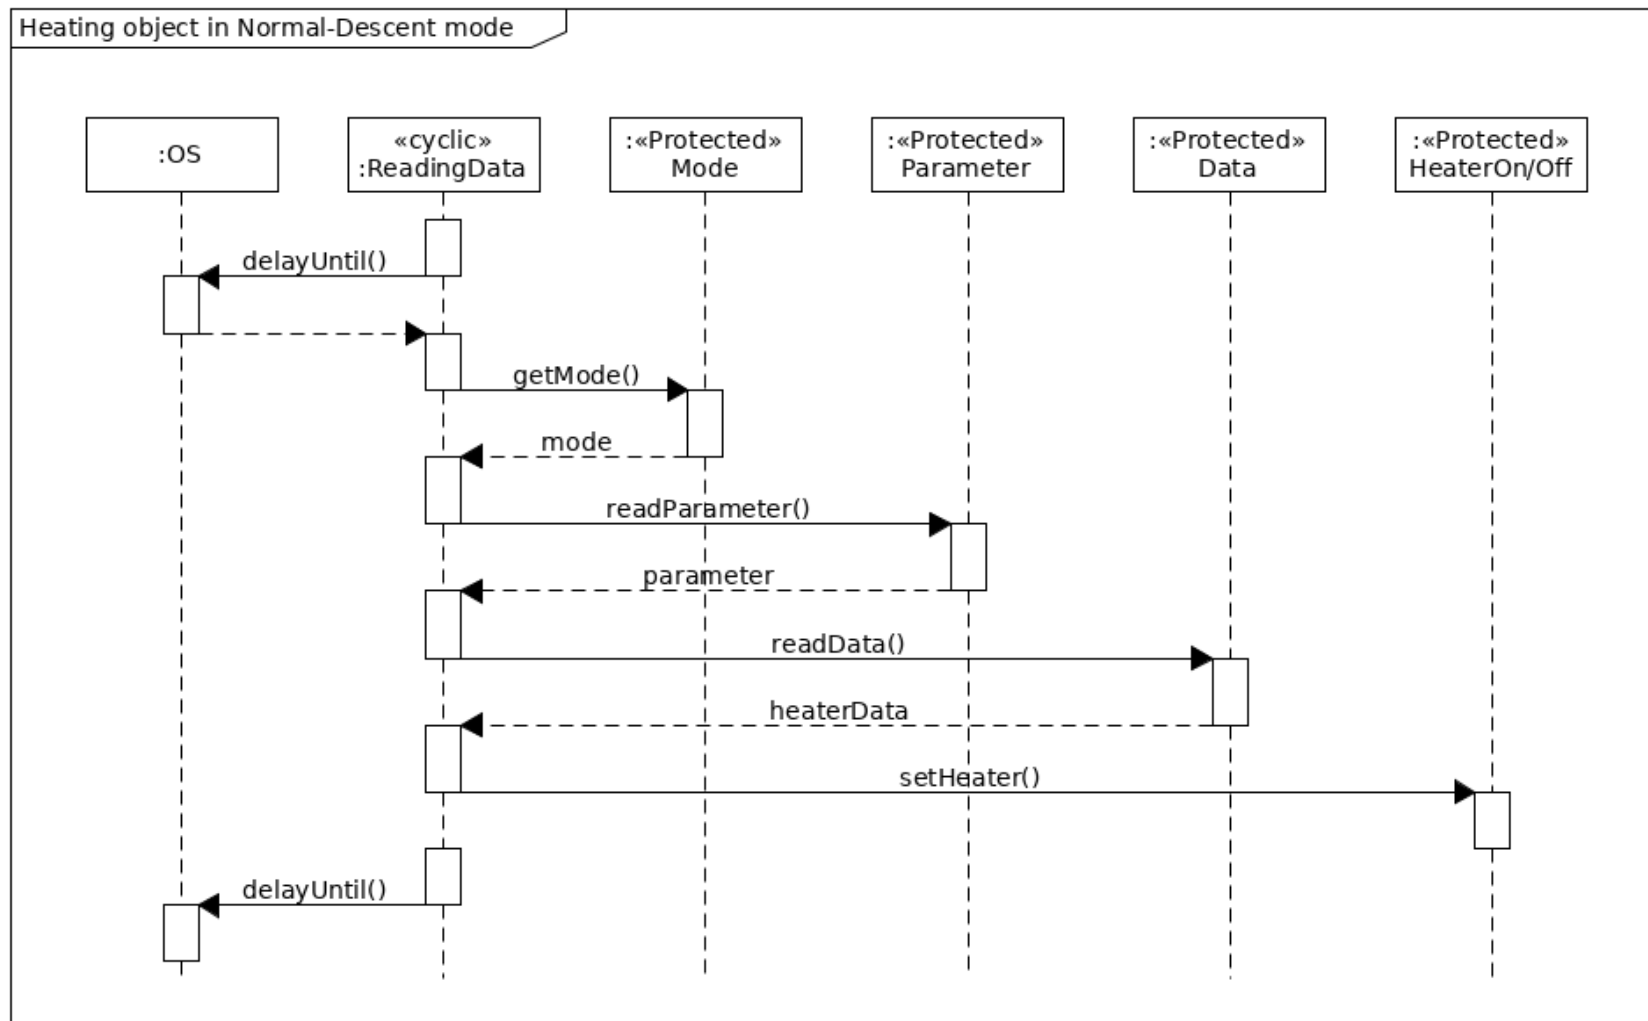 Heating object in Normal-Descent mode
:OS
«cyclic»
:ReadingData
:«Protected»
Mode
:«Protected»
Parameter
:«Protected»
Data
:«Protected»
HeaterOn/Off
delayUntil()
getMode()
mode
readParameter()
parameter
readData()
heaterData
setHeater()
delayUntil()